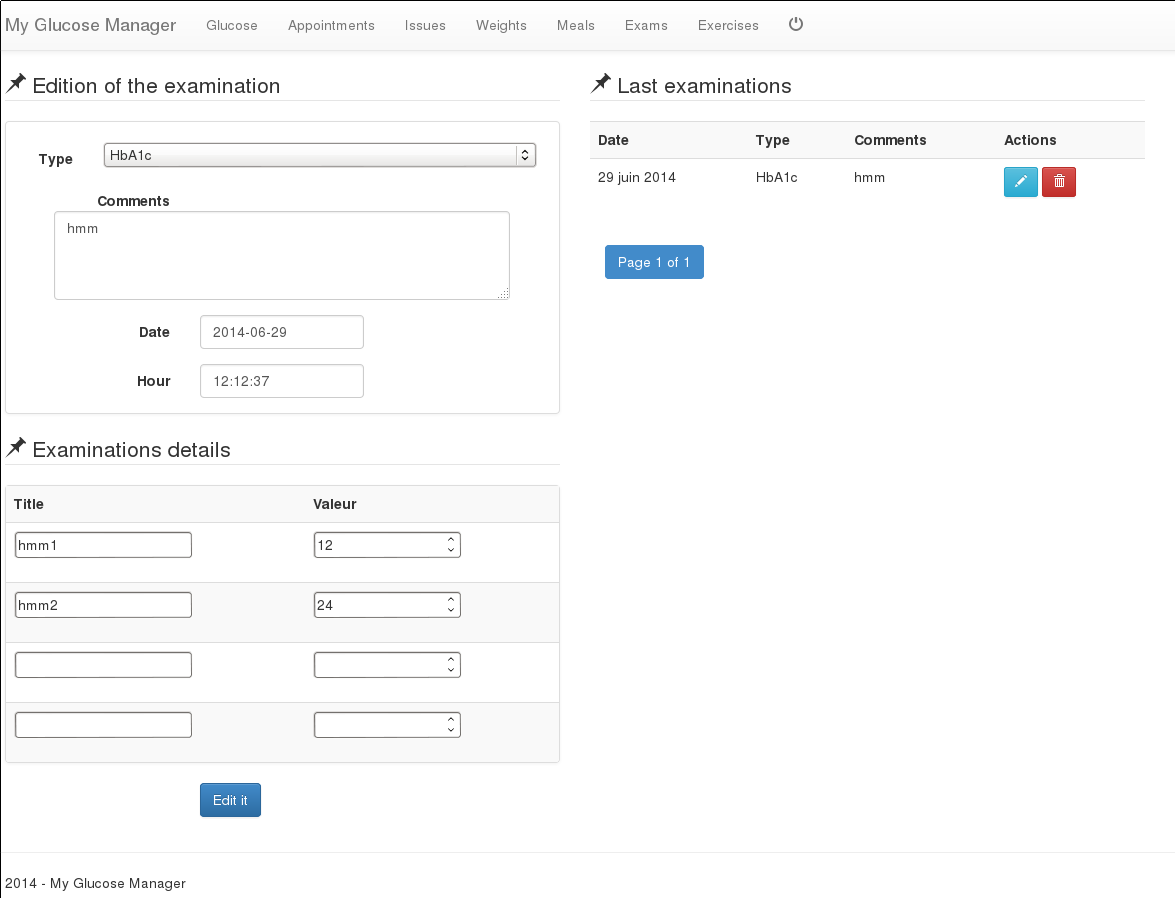 My Glucose Manager Glucose Appointments Issues Weights Meals Exams Exercises
Edition of the examination
Type HbA1c
Comments
hmm
Date 2014-06-29
Hour 12:12:37
Examinations details
Title Valeur
hmm1 12
hmm2 24
Edit it
Last examinations
Date Type Comments Actions
29 juin 2014 HbA1c hmm
Page 1 of 1
2014 - My Glucose Manager